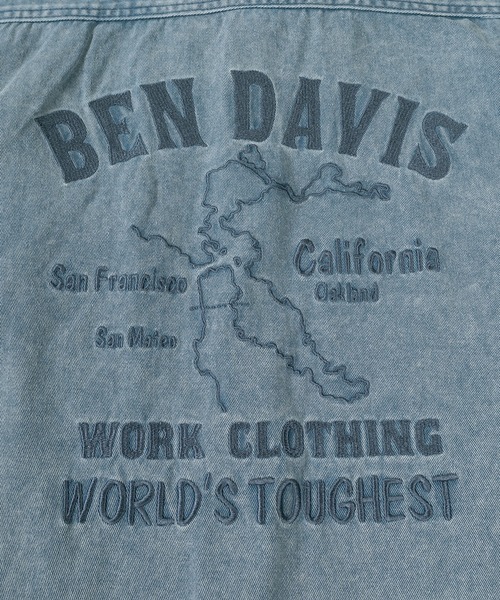 BEN DAVIS
California
San Francisco
Oakland
San Mateo
WORK CLOTHING
WORLD'S TOUGHEST